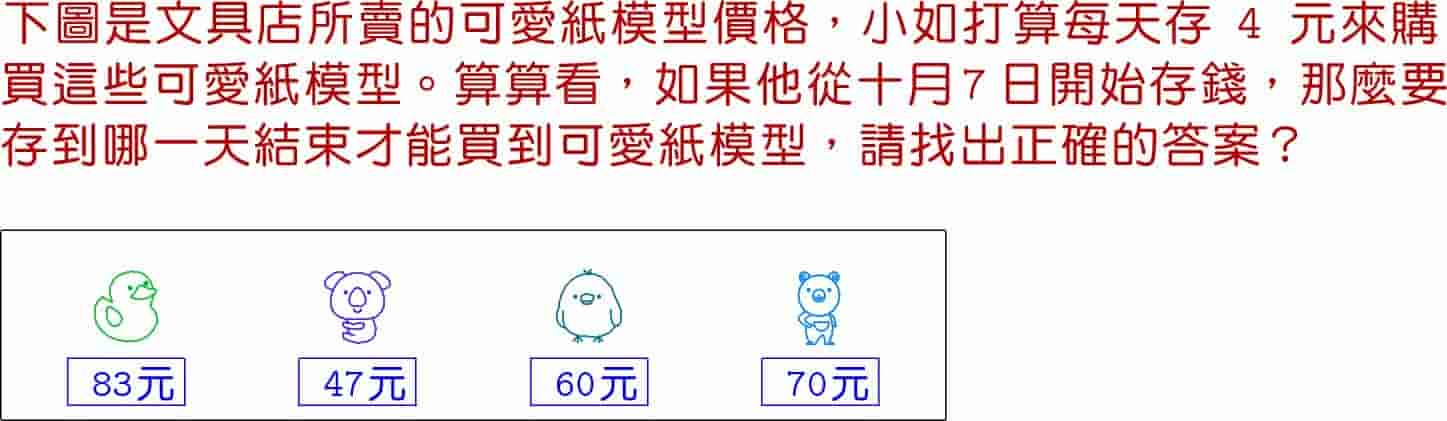 下圖是文具店所賣的可愛紙模型價格，小如打算每天存 4 元來購
買這些可愛紙模型。算算看，如果他從十月7日開始存錢，那麼要
存到哪一天結束才能買到可愛紙模型，請找出正確的答案？
83元 47元 60元 70元